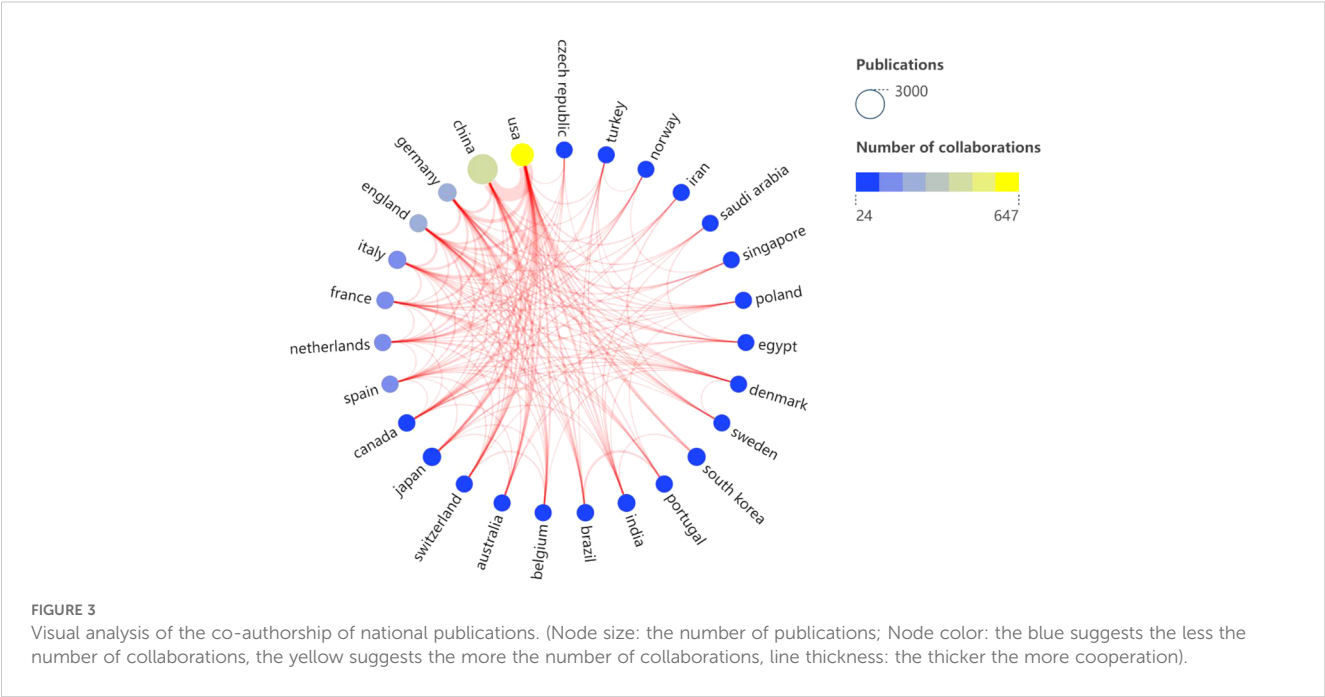 czech republic
turkey
norway
iran
saudi arabia
singapore
poland
egypt
denmark
sweden
south korea
portugal
india
brazil
belgium
australia
switzerland
japan
canada
spain
netherlands
france
italy
england
germany
china
usa
Publications
3000
Number of collaborations
24 647
FIGURE 3
Visual analysis of the co-authorship of national publications. (Node size: the number of publications; Node color: the blue suggests the less the
number of collaborations, the yellow suggests the more the number of collaborations, line thickness: the thicker the more cooperation).